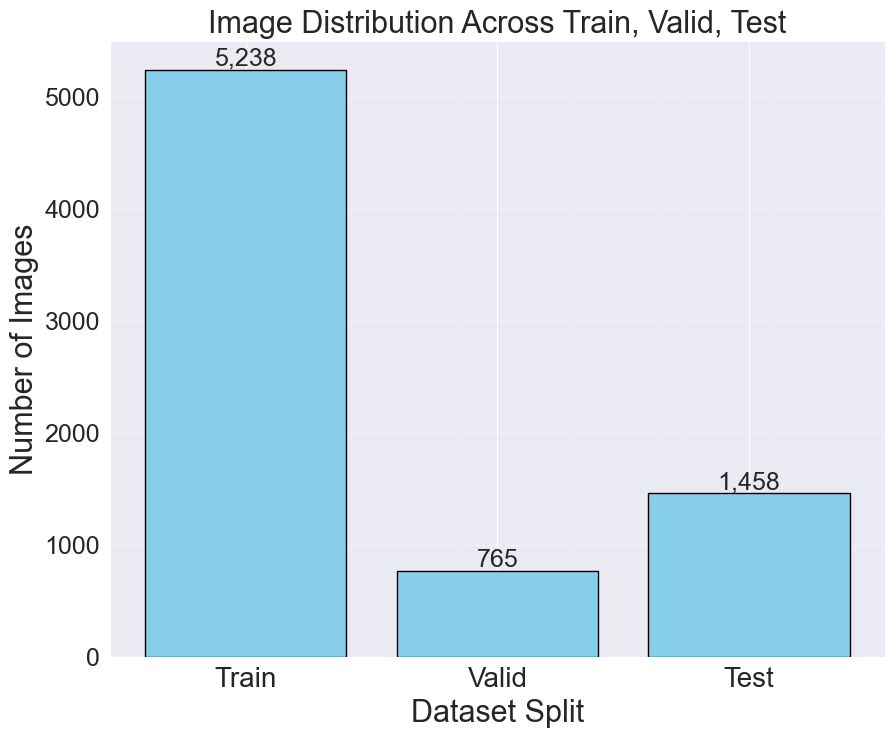 Image Distribution Across Train, Valid, Test
5,238
5000
4000
3000
2000
1,458
1000
765
0
Number of Images
Train Valid Test
Dataset Split